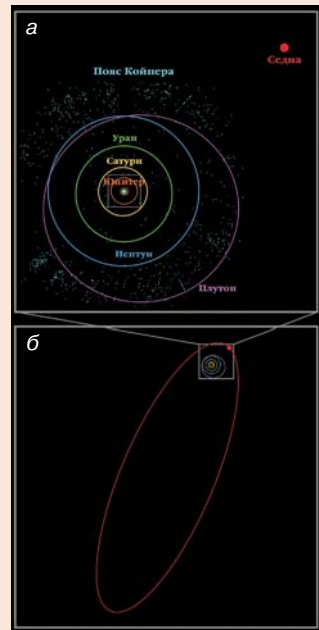 а
Седна
Пояс Койпера
Уран
Сатурн
Юпитер
Нептун
Плутон
б